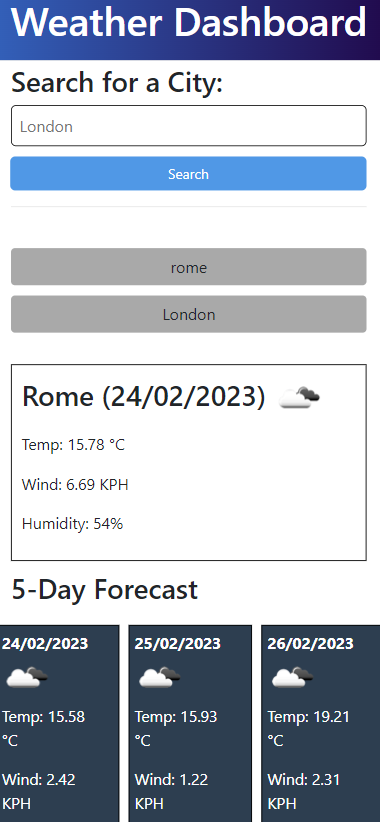 Weather Dashboard
Search for a City:
London
Search
rome
London
Rome (24/02/2023)
Temp: 15.78 °C
Wind: 6.69 KPH
Humidity: 54%
5-Day Forecast
24/02/2023
Temp: 15.58
°C
Wind: 2.42
KPH
25/02/2023
Temp: 15.93
°C
Wind: 1.22
KPH
26/02/2023
Temp: 19.21
°C
Wind: 2.31
KPH